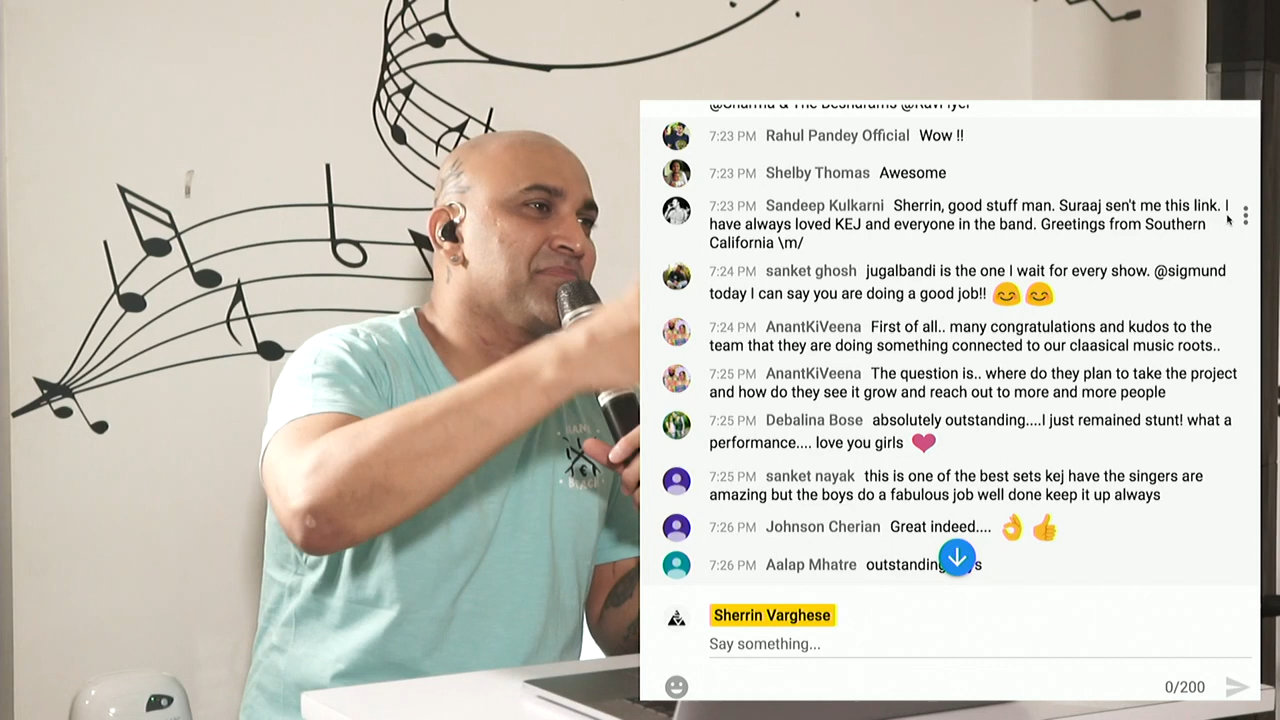 @Sharma & The Besharams @RaviIyer
7:23 PM Rahul Pandey Official Wow !!
7:23 PM Shelby Thomas Awesome
7:23 PM Sandeep Kulkarni Sherrin, good stuff man. Suraaj sen't me this link. I
have always loved KEJ and everyone in the band. Greetings from Southern
California \m/
7:24 PM sanket ghosh jugalbandi is the one I wait for every show. @sigmund
today I can say you are doing a good job!! 😊 😊
7:24 PM AnantKiVeena First of all.. many congratulations and kudos to the
team that they are doing something connected to our claasical music roots..
7:25 PM AnantKiVeena The question is.. where do they plan to take the project
and how do they see it grow and reach out to more and more people
7:25 PM Debalina Bose absolutely outstanding....I just remained stunt! what a
performance.... love you girls ❤
7:25 PM sanket nayak this is one of the best sets kej have the singers are
amazing but the boys do a fabulous job well done keep it up always
7:26 PM Johnson Cherian Great indeed.... 👌 👍
7:26 PM Aalap Mhatre outstanding
Sherrin Varghese
Say something...
0/200